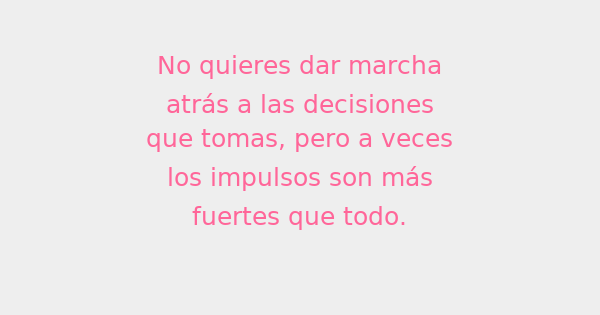 No quieres dar marcha
atrás a las decisiones
que tomas, pero a veces
los impulsos son más
fuertes que todo.